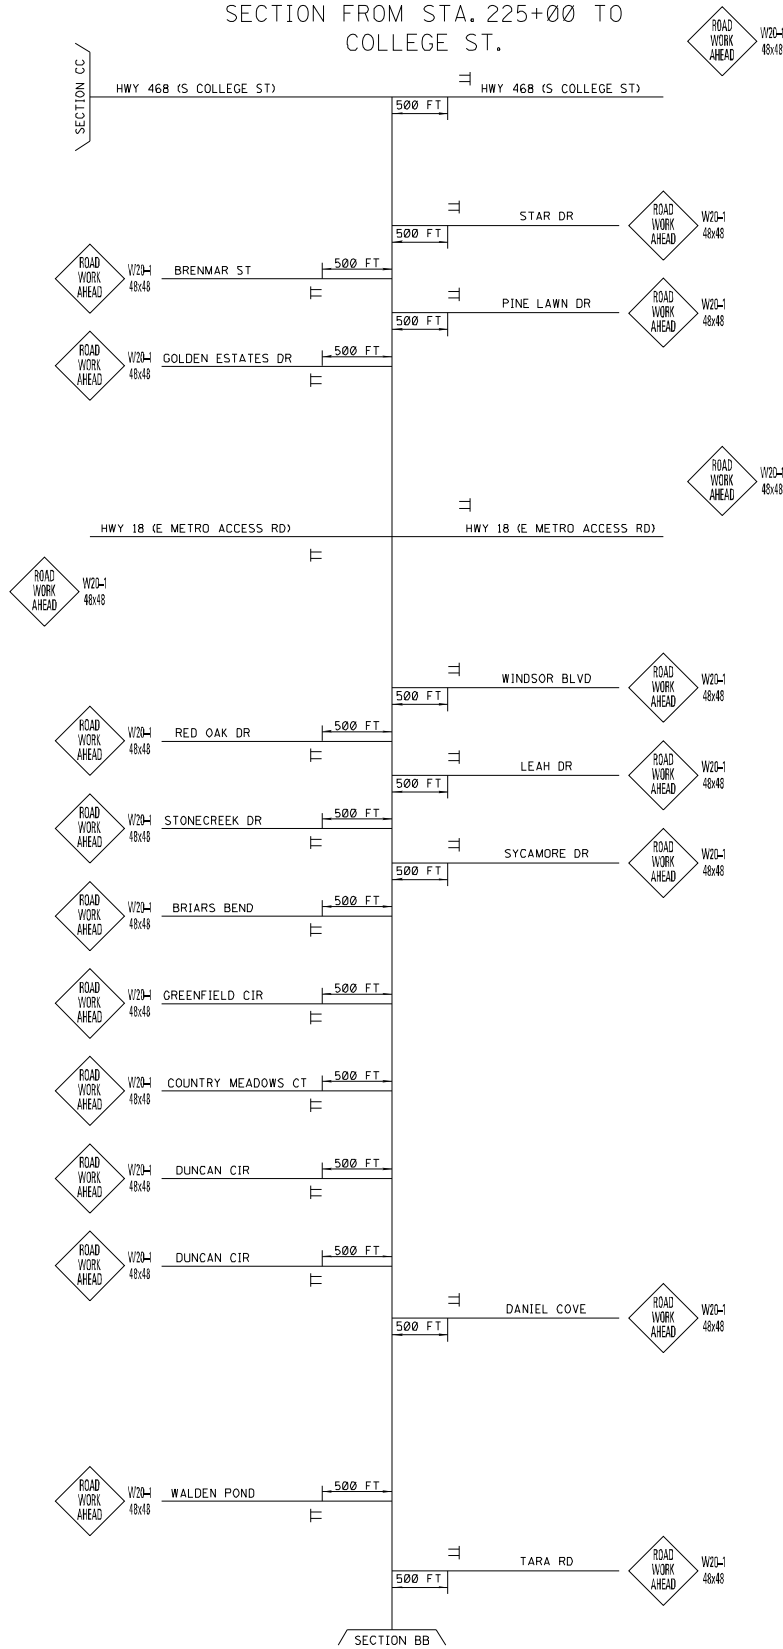 SECTION FROM STA. 225+00 TO
COLLEGE ST.
ROAD
WORK
AHEAD
W20-1
48x48
SECTION CC
HWY 468 (S COLLEGE ST)
HWY 468 (S COLLEGE ST)
500 FT
STAR DR
500 FT
ROAD
WORK
AHEAD
W20-1
48x48
ROAD
WORK
AHEAD
W20-1
48x48
BRENMAR ST
500 FT
PINE LAWN DR
500 FT
ROAD
WORK
AHEAD
W20-1
48x48
ROAD
WORK
AHEAD
W20-1
48x48
GOLDEN ESTATES DR
500 FT
ROAD
WORK
AHEAD
W20-1
48x48
HWY 18 (E METRO ACCESS RD)
HWY 18 (E METRO ACCESS RD)
ROAD
WORK
AHEAD
W20-1
48x48
WINDSOR BLVD
500 FT
ROAD
WORK
AHEAD
W20-1
48x48
ROAD
WORK
AHEAD
W20-1
48x48
RED OAK DR
500 FT
LEAH DR
500 FT
ROAD
WORK
AHEAD
W20-1
48x48
ROAD
WORK
AHEAD
W20-1
48x48
STONECREEK DR
500 FT
SYCAMORE DR
500 FT
ROAD
WORK
AHEAD
W20-1
48x48
ROAD
WORK
AHEAD
W20-1
48x48
BRIARS BEND
500 FT
ROAD
WORK
AHEAD
W20-1
48x48
GREENFIELD CIR
500 FT
ROAD
WORK
AHEAD
W20-1
48x48
COUNTRY MEADOWS CT
500 FT
ROAD
WORK
AHEAD
W20-1
48x48
DUNCAN CIR
500 FT
ROAD
WORK
AHEAD
W20-1
48x48
DUNCAN CIR
500 FT
DANIEL COVE
500 FT
ROAD
WORK
AHEAD
W20-1
48x48
ROAD
WORK
AHEAD
W20-1
48x48
WALDEN POND
500 FT
TARA RD
500 FT
ROAD
WORK
AHEAD
W20-1
48x48
SECTION BB